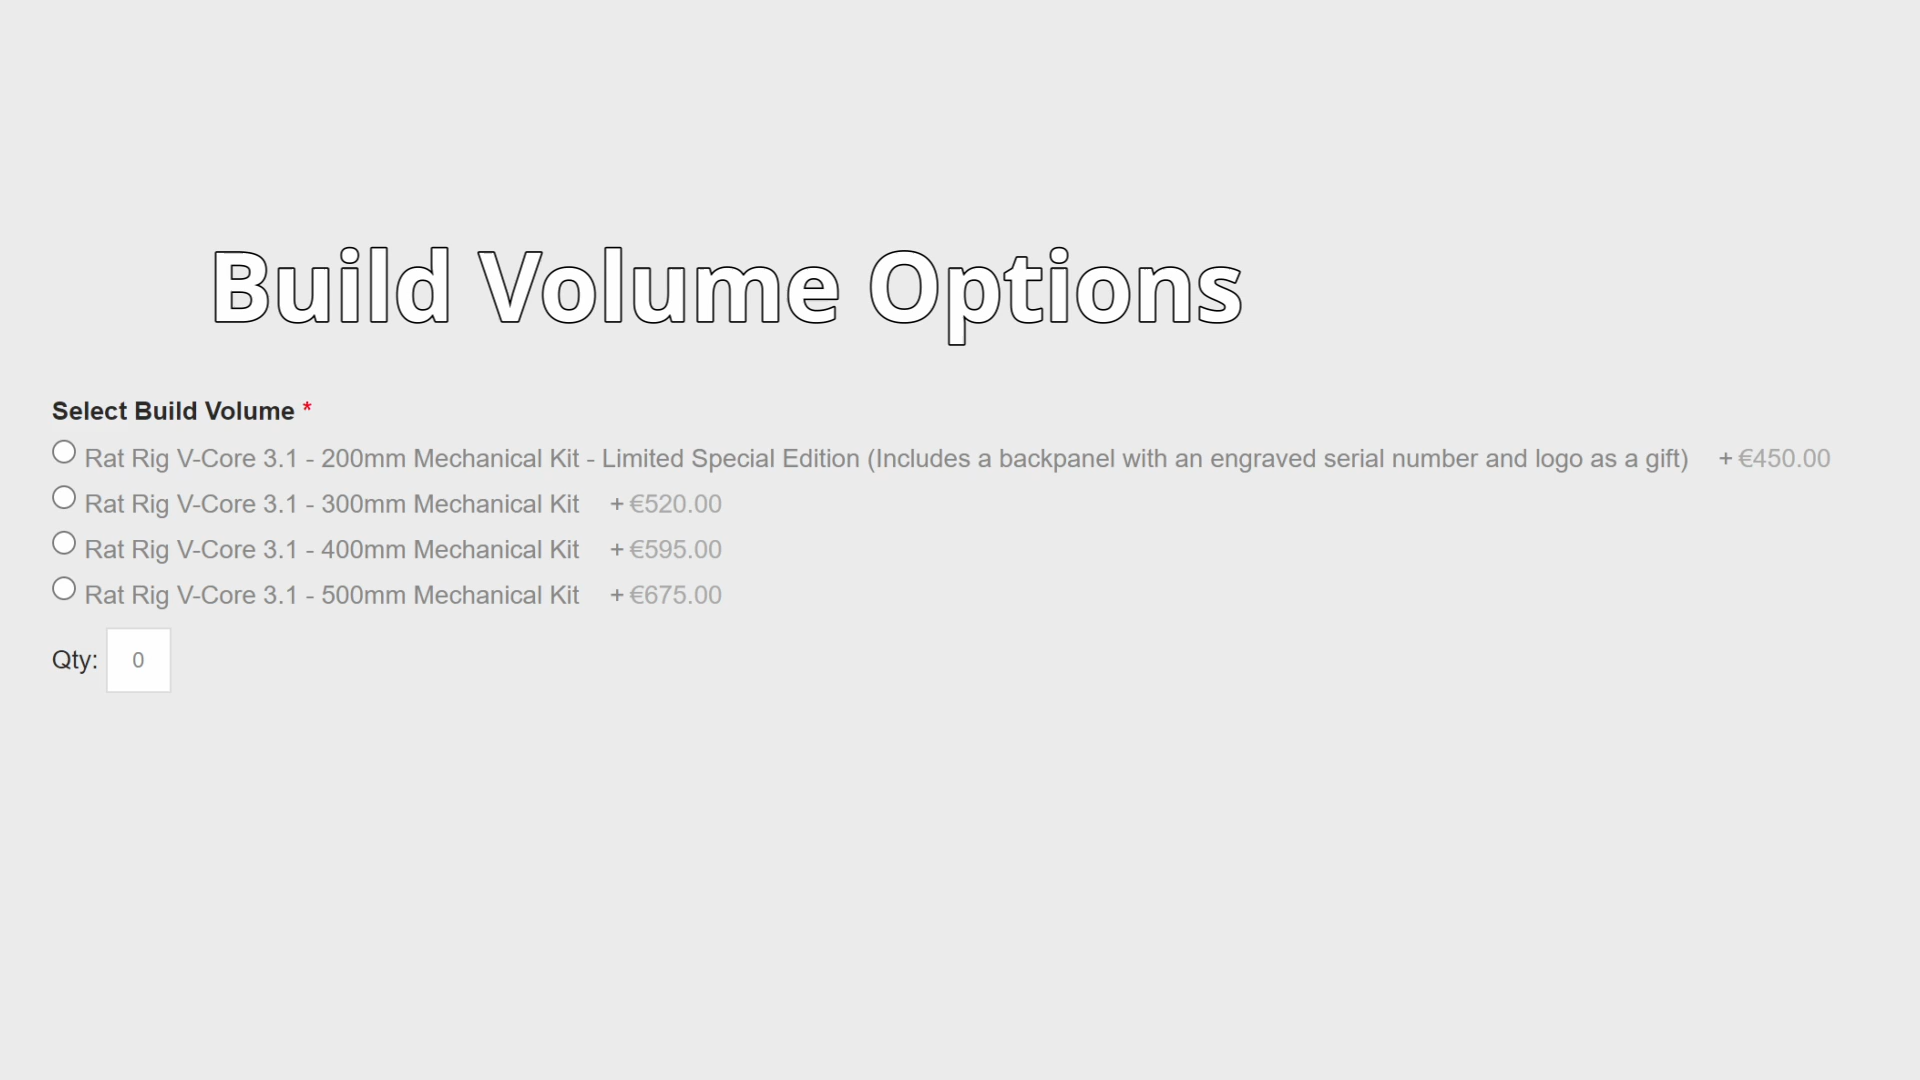 Build Volume Options
Select Build Volume *
Rat Rig V-Core 3.1 - 200mm Mechanical Kit - Limited Special Edition (Includes a backpanel with an engraved serial number and logo as a gift) + €450.00
Rat Rig V-Core 3.1 - 300mm Mechanical Kit + €520.00
Rat Rig V-Core 3.1 - 400mm Mechanical Kit + €595.00
Rat Rig V-Core 3.1 - 500mm Mechanical Kit + €675.00
Qty: 0